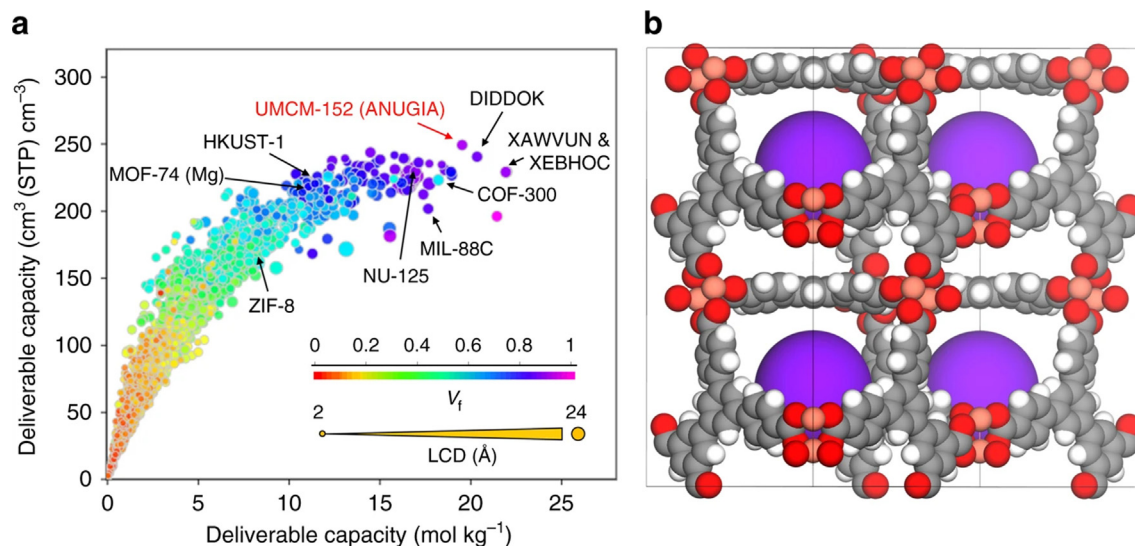 a
b
Deliverable capacity (cm³ (STP) cm⁻³)
300
250
200
150
100
50
0
UMCM-152 (ANUGIA)
DIDDOK
HKUST-1
XAWVUN &
XEBHOC
MOF-74 (Mg)
COF-300
MIL-88C
NU-125
ZIF-8
0 0.2 0.4 0.6 0.8 1
Vf
2 24
LCD (Å)
0 5 10 15 20 25
Deliverable capacity (mol kg⁻¹)